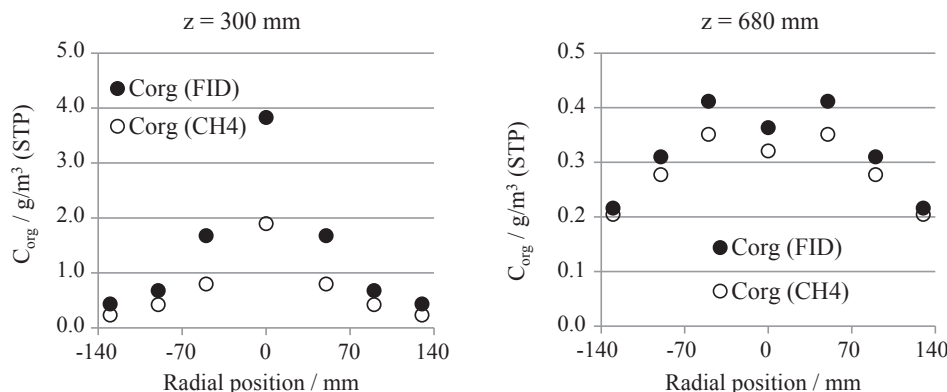 z = 300 mm
5.0
4.0
3.0
2.0
1.0
0.0
C_org / g/m³ (STP)
Corg (FID)
Corg (CH4)
-140 -70 0 70 140
Radial position / mm
z = 680 mm
0.5
0.4
0.3
0.2
0.1
0.0
C_org / g/m³ (STP)
Corg (FID)
Corg (CH4)
-140 -70 0 70 140
Radial position / mm